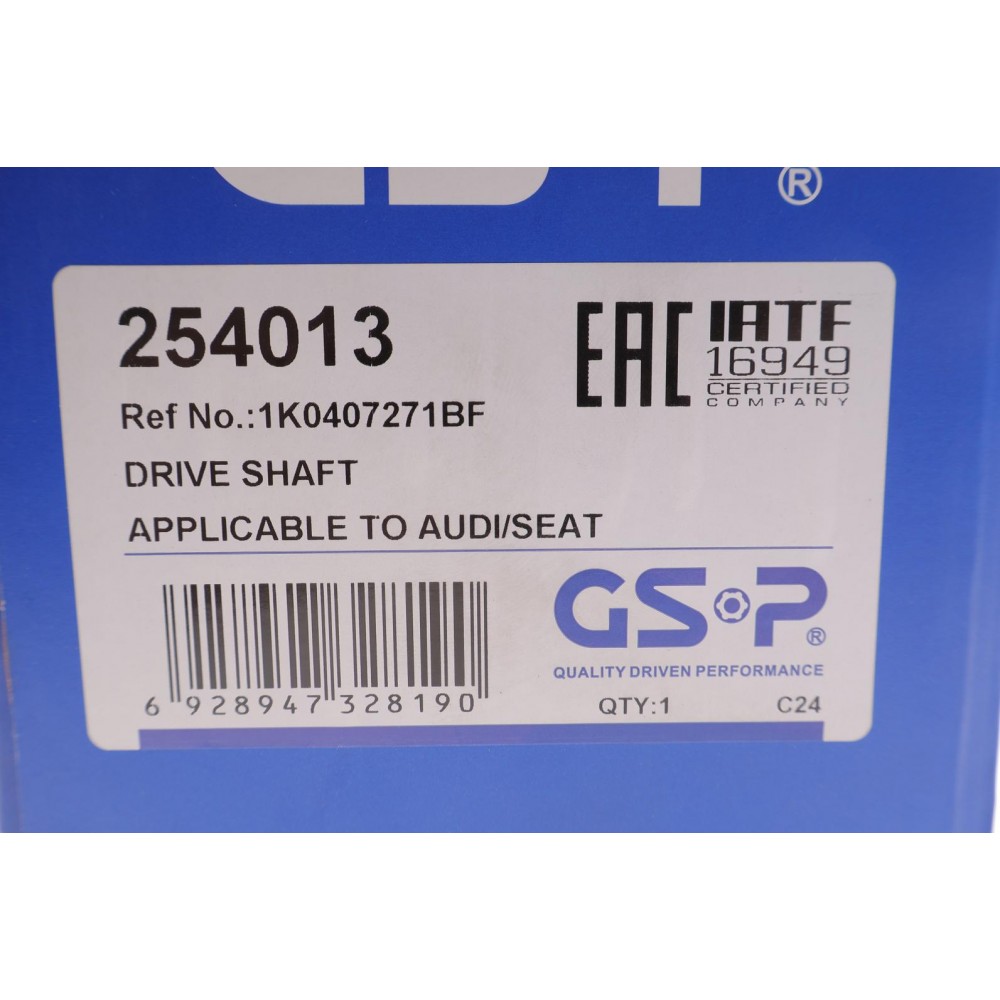 ®
254013
Ref No.:1K0407271BF
DRIVE SHAFT
APPLICABLE TO AUDI/SEAT
EAC
IATF
16949
CERTIFIED
COMPANY
6 928947 328190
GSP®
QUALITY DRIVEN PERFORMANCE
QTY:1 C24